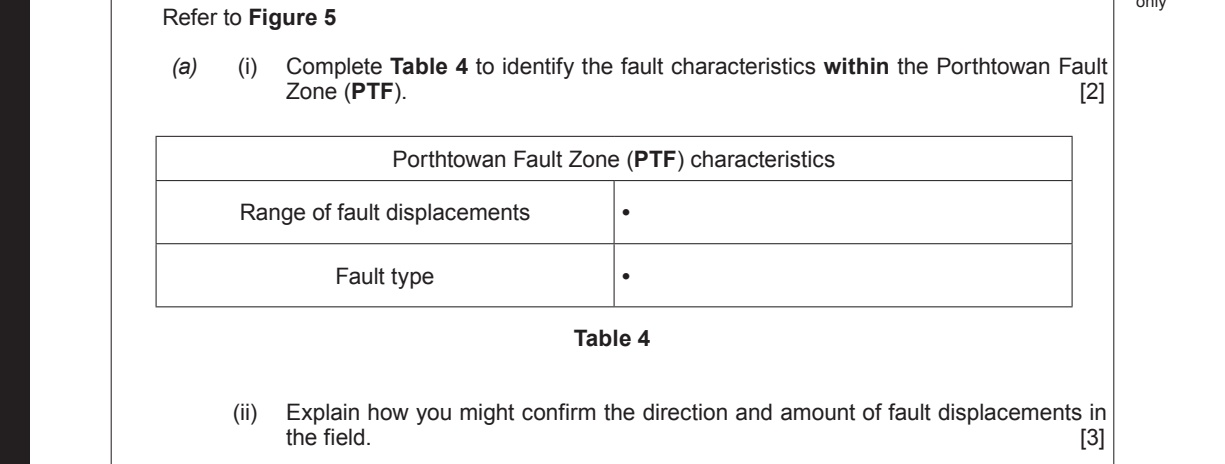 only
Refer to Figure 5
(a) (i) Complete Table 4 to identify the fault characteristics within the Porthtowan Fault
Zone (PTF). [2]
Porthtowan Fault Zone (PTF) characteristics
Range of fault displacements •
Fault type •
Table 4
(ii) Explain how you might confirm the direction and amount of fault displacements in
the field. [3]